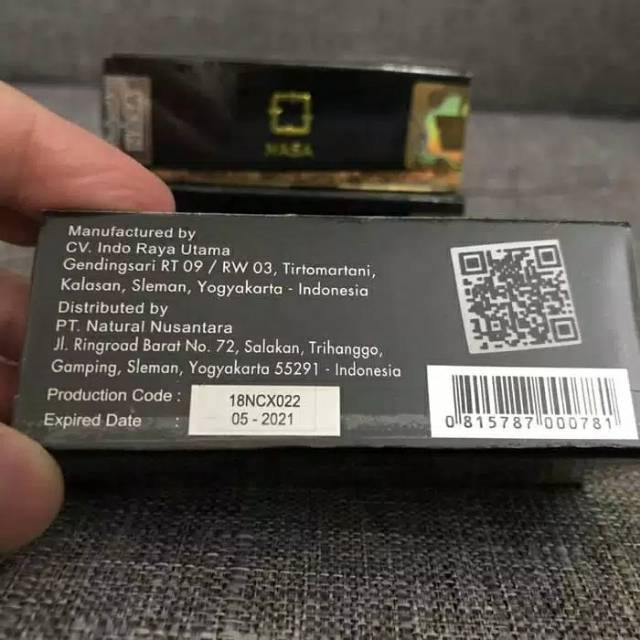 NASA
Manufactured by
CV. Indo Raya Utama
Gendingsari RT 09 / RW 03, Tirtomartani,
Kalasan, Sleman, Yogyakarta - Indonesia
Distributed by
PT. Natural Nusantara
Jl. Ringroad Barat No. 72, Salakan, Trihanggo,
Gamping, Sleman, Yogyakarta 55291 - Indonesia
Production Code : 18NCX022
Expired Date 05 - 2021
0 815787 000781